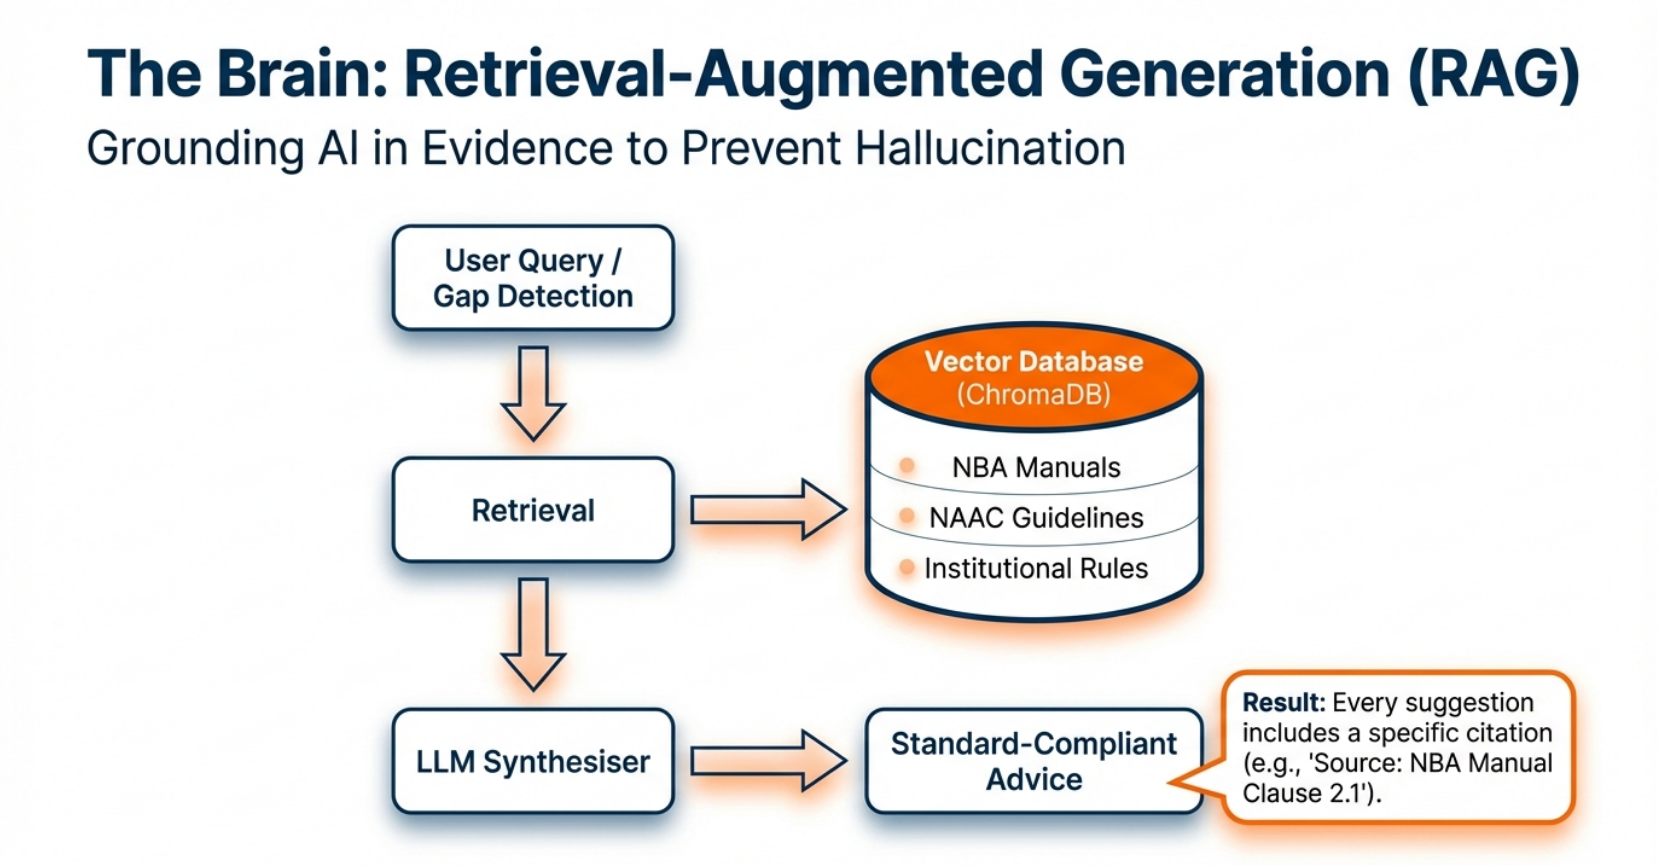 The Brain: Retrieval-Augmented Generation (RAG)
Grounding AI in Evidence to Prevent Hallucination
User Query /
Gap Detection
Vector Database
(ChromaDB)
NBA Manuals
NAAC Guidelines
Institutional Rules
Retrieval
LLM Synthesiser
Standard-Compliant
Advice
Result: Every suggestion
includes a specific citation
(e.g., 'Source: NBA Manual
Clause 2.1').